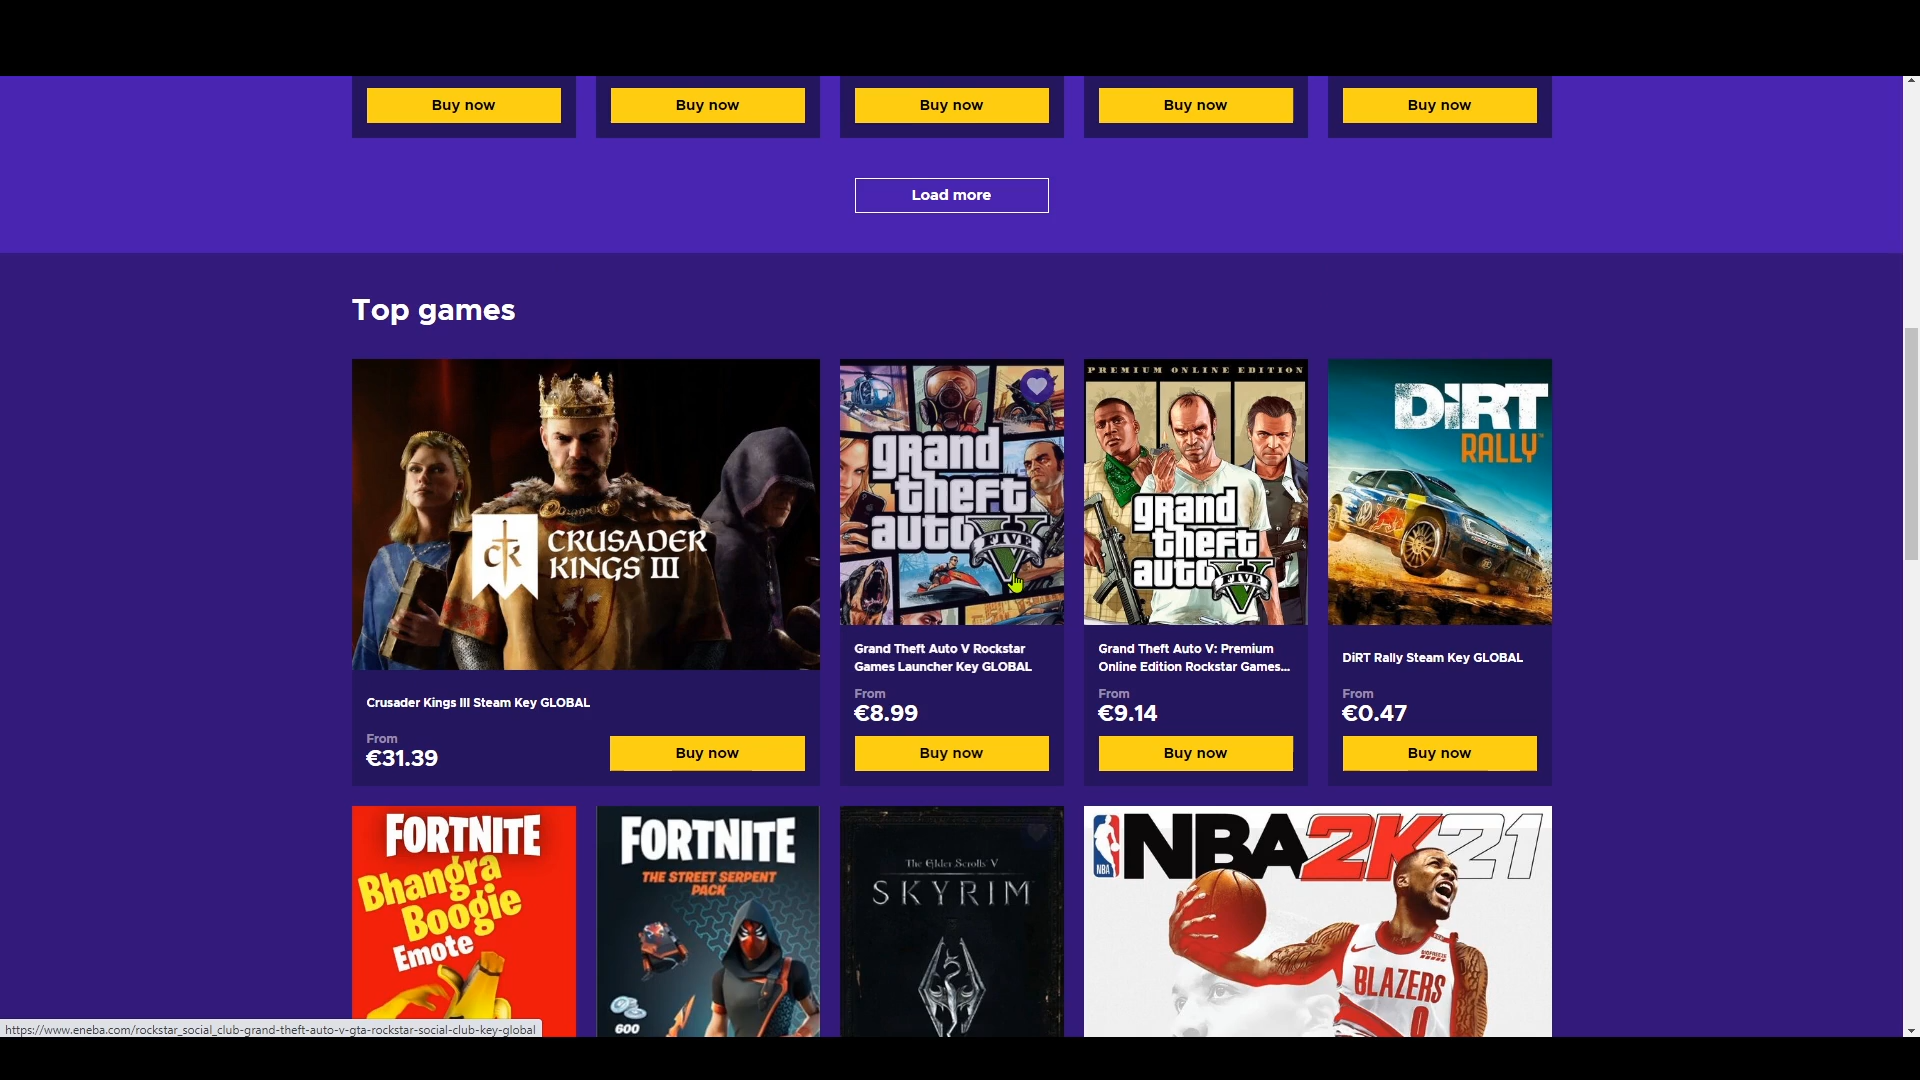 Buy now
Buy now
Buy now
Buy now
Buy now
Load more
Top games
CK
CRUSADER
KINGS III
grand
theft
auto
FIVE
PREMIUM ONLINE EDITION
grand
theft
auto
FIVE
DiRT
RALLY
Crusader Kings III Steam Key GLOBAL
From
€31.39
Buy now
Grand Theft Auto V Rockstar
Games Launcher Key GLOBAL
From
€8.99
Buy now
Grand Theft Auto V: Premium
Online Edition Rockstar Games...
From
€9.14
Buy now
DiRT Rally Steam Key GLOBAL
From
€0.47
Buy now
FORTNITE
Bhangra
Boogie
Emote
FORTNITE
THE STREET SERPENT
PACK
600
The Elder Scrolls V
SKYRIM
NBA
NBA 2K21
BLAZERS
0
https://www.eneba.com/rockstar_social_club-grand-theft-auto-v-gta-rockstar-social-club-key-global